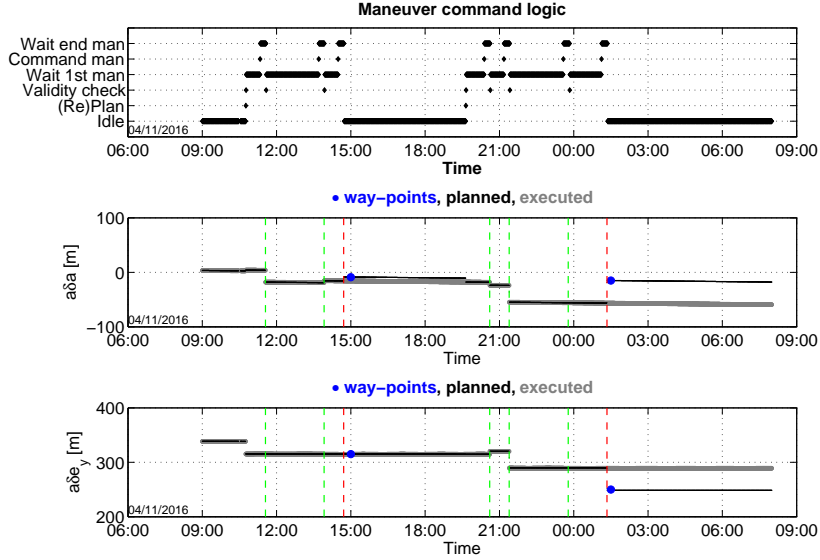 Maneuver command logic
Wait end man
Command man
Wait 1st man
Validity check
(Re)Plan
Idle
04/11/2016
06:00 09:00 12:00 15:00 18:00 21:00 00:00 03:00 06:00 09:00
Time
way−points, planned, executed
100
0
−100
aδa [m]
04/11/2016
06:00 09:00 12:00 15:00 18:00 21:00 00:00 03:00 06:00 09:00
Time
way−points, planned, executed
400
300
200
aδe_y [m]
04/11/2016
06:00 09:00 12:00 15:00 18:00 21:00 00:00 03:00 06:00 09:00
Time